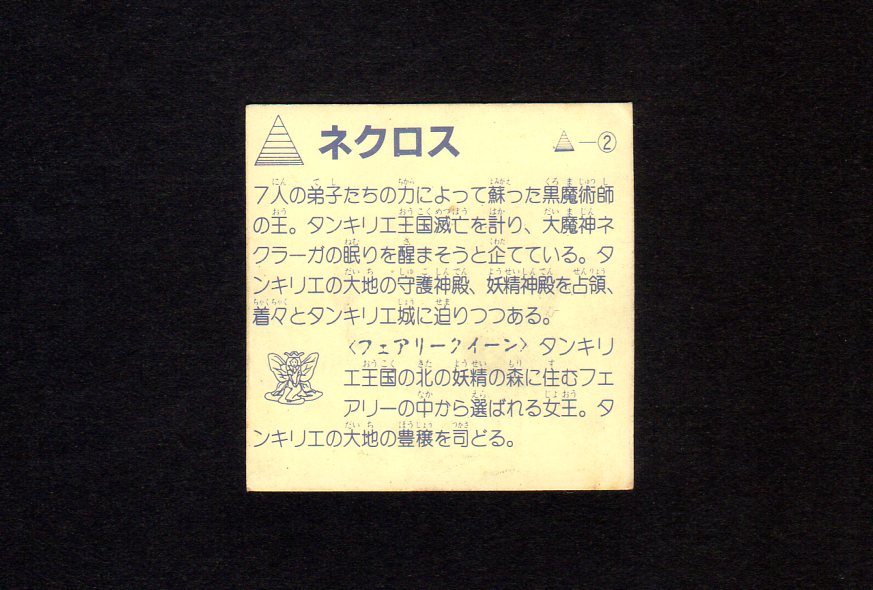 ネクロス
－②
7人の弟子たちの力によって蘇った黒魔術師
の王。タンキリエ王国滅亡を計り、大魔神ネ
クラーガの眠りを醒まそうと企てている。タ
ンキリエの大地の守護神殿、妖精神殿を占領、
着々とタンキリエ城に迫りつつある。
〈フェアリークイーン〉タンキリ
エ王国の北の妖精の森に住むフェ
アリーの中から選ばれる女王。タ
ンキリエの大地の豊穣を司どる。